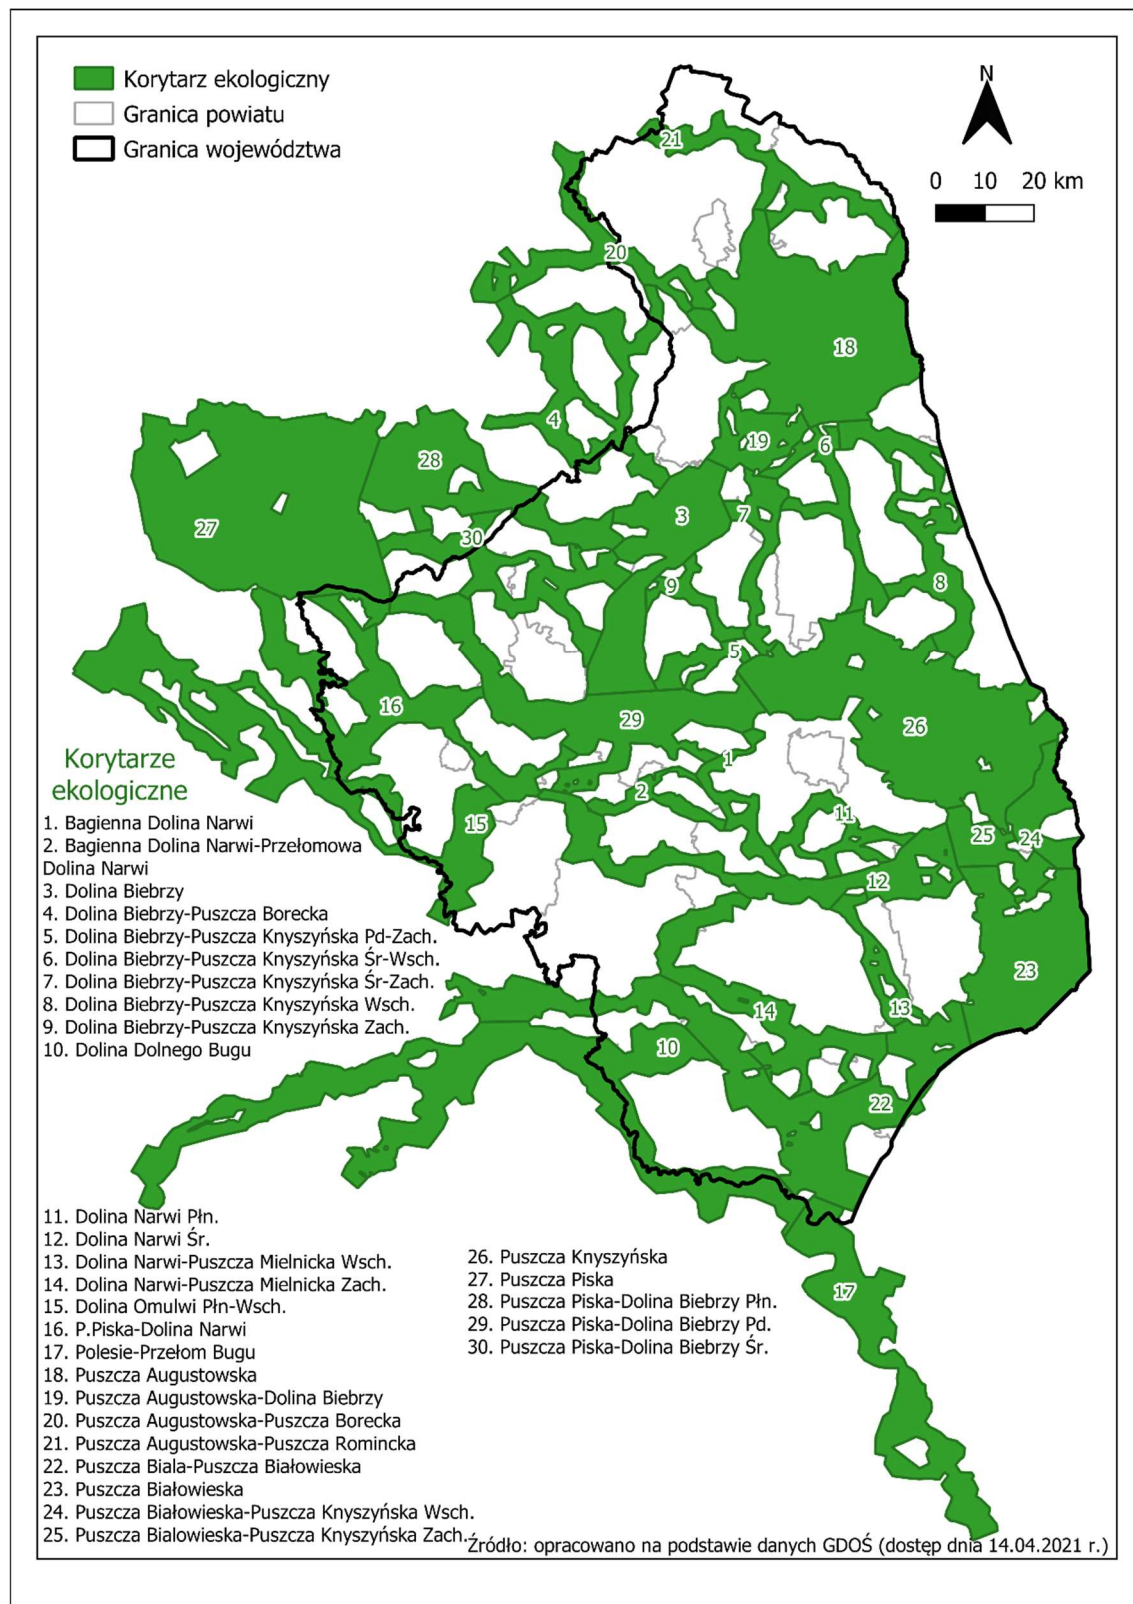 Korytarz ekologiczny
Granica powiatu
Granica województwa
N
0 10 20 km
21
20
18
4
19
6
28
3
7
27
30
9
8
5
16
29
26
1
2
15
11
25
24
12
23
13
14
10
22
17
Korytarze
ekologiczne
1. Bagienna Dolina Narwi
2. Bagienna Dolina Narwi-Przełomowa
Dolina Narwi
3. Dolina Biebrzy
4. Dolina Biebrzy-Puszcza Borecka
5. Dolina Biebrzy-Puszcza Knyszyńska Pd-Zach.
6. Dolina Biebrzy-Puszcza Knyszyńska Śr-Wsch.
7. Dolina Biebrzy-Puszcza Knyszyńska Śr-Zach.
8. Dolina Biebrzy-Puszcza Knyszyńska Wsch.
9. Dolina Biebrzy-Puszcza Knyszyńska Zach.
10. Dolina Dolnego Bugu
11. Dolina Narwi Płn.
12. Dolina Narwi Śr.
13. Dolina Narwi-Puszcza Mielnicka Wsch.
14. Dolina Narwi-Puszcza Mielnicka Zach.
15. Dolina Omulwi Płn-Wsch.
16. P.Piska-Dolina Narwi
17. Polesie-Przełom Bugu
18. Puszcza Augustowska
19. Puszcza Augustowska-Dolina Biebrzy
20. Puszcza Augustowska-Puszcza Borecka
21. Puszcza Augustowska-Puszcza Romincka
22. Puszcza Biala-Puszcza Białowieska
23. Puszcza Białowieska
24. Puszcza Białowieska-Puszcza Knyszyńska Wsch.
25. Puszcza Bialowieska-Puszcza Knyszyńska Zach.
26. Puszcza Knyszyńska
27. Puszcza Piska
28. Puszcza Piska-Dolina Biebrzy Płn.
29. Puszcza Piska-Dolina Biebrzy Pd.
30. Puszcza Piska-Dolina Biebrzy Śr.
Źródło: opracowano na podstawie danych GDOŚ (dostęp dnia 14.04.2021 r.)